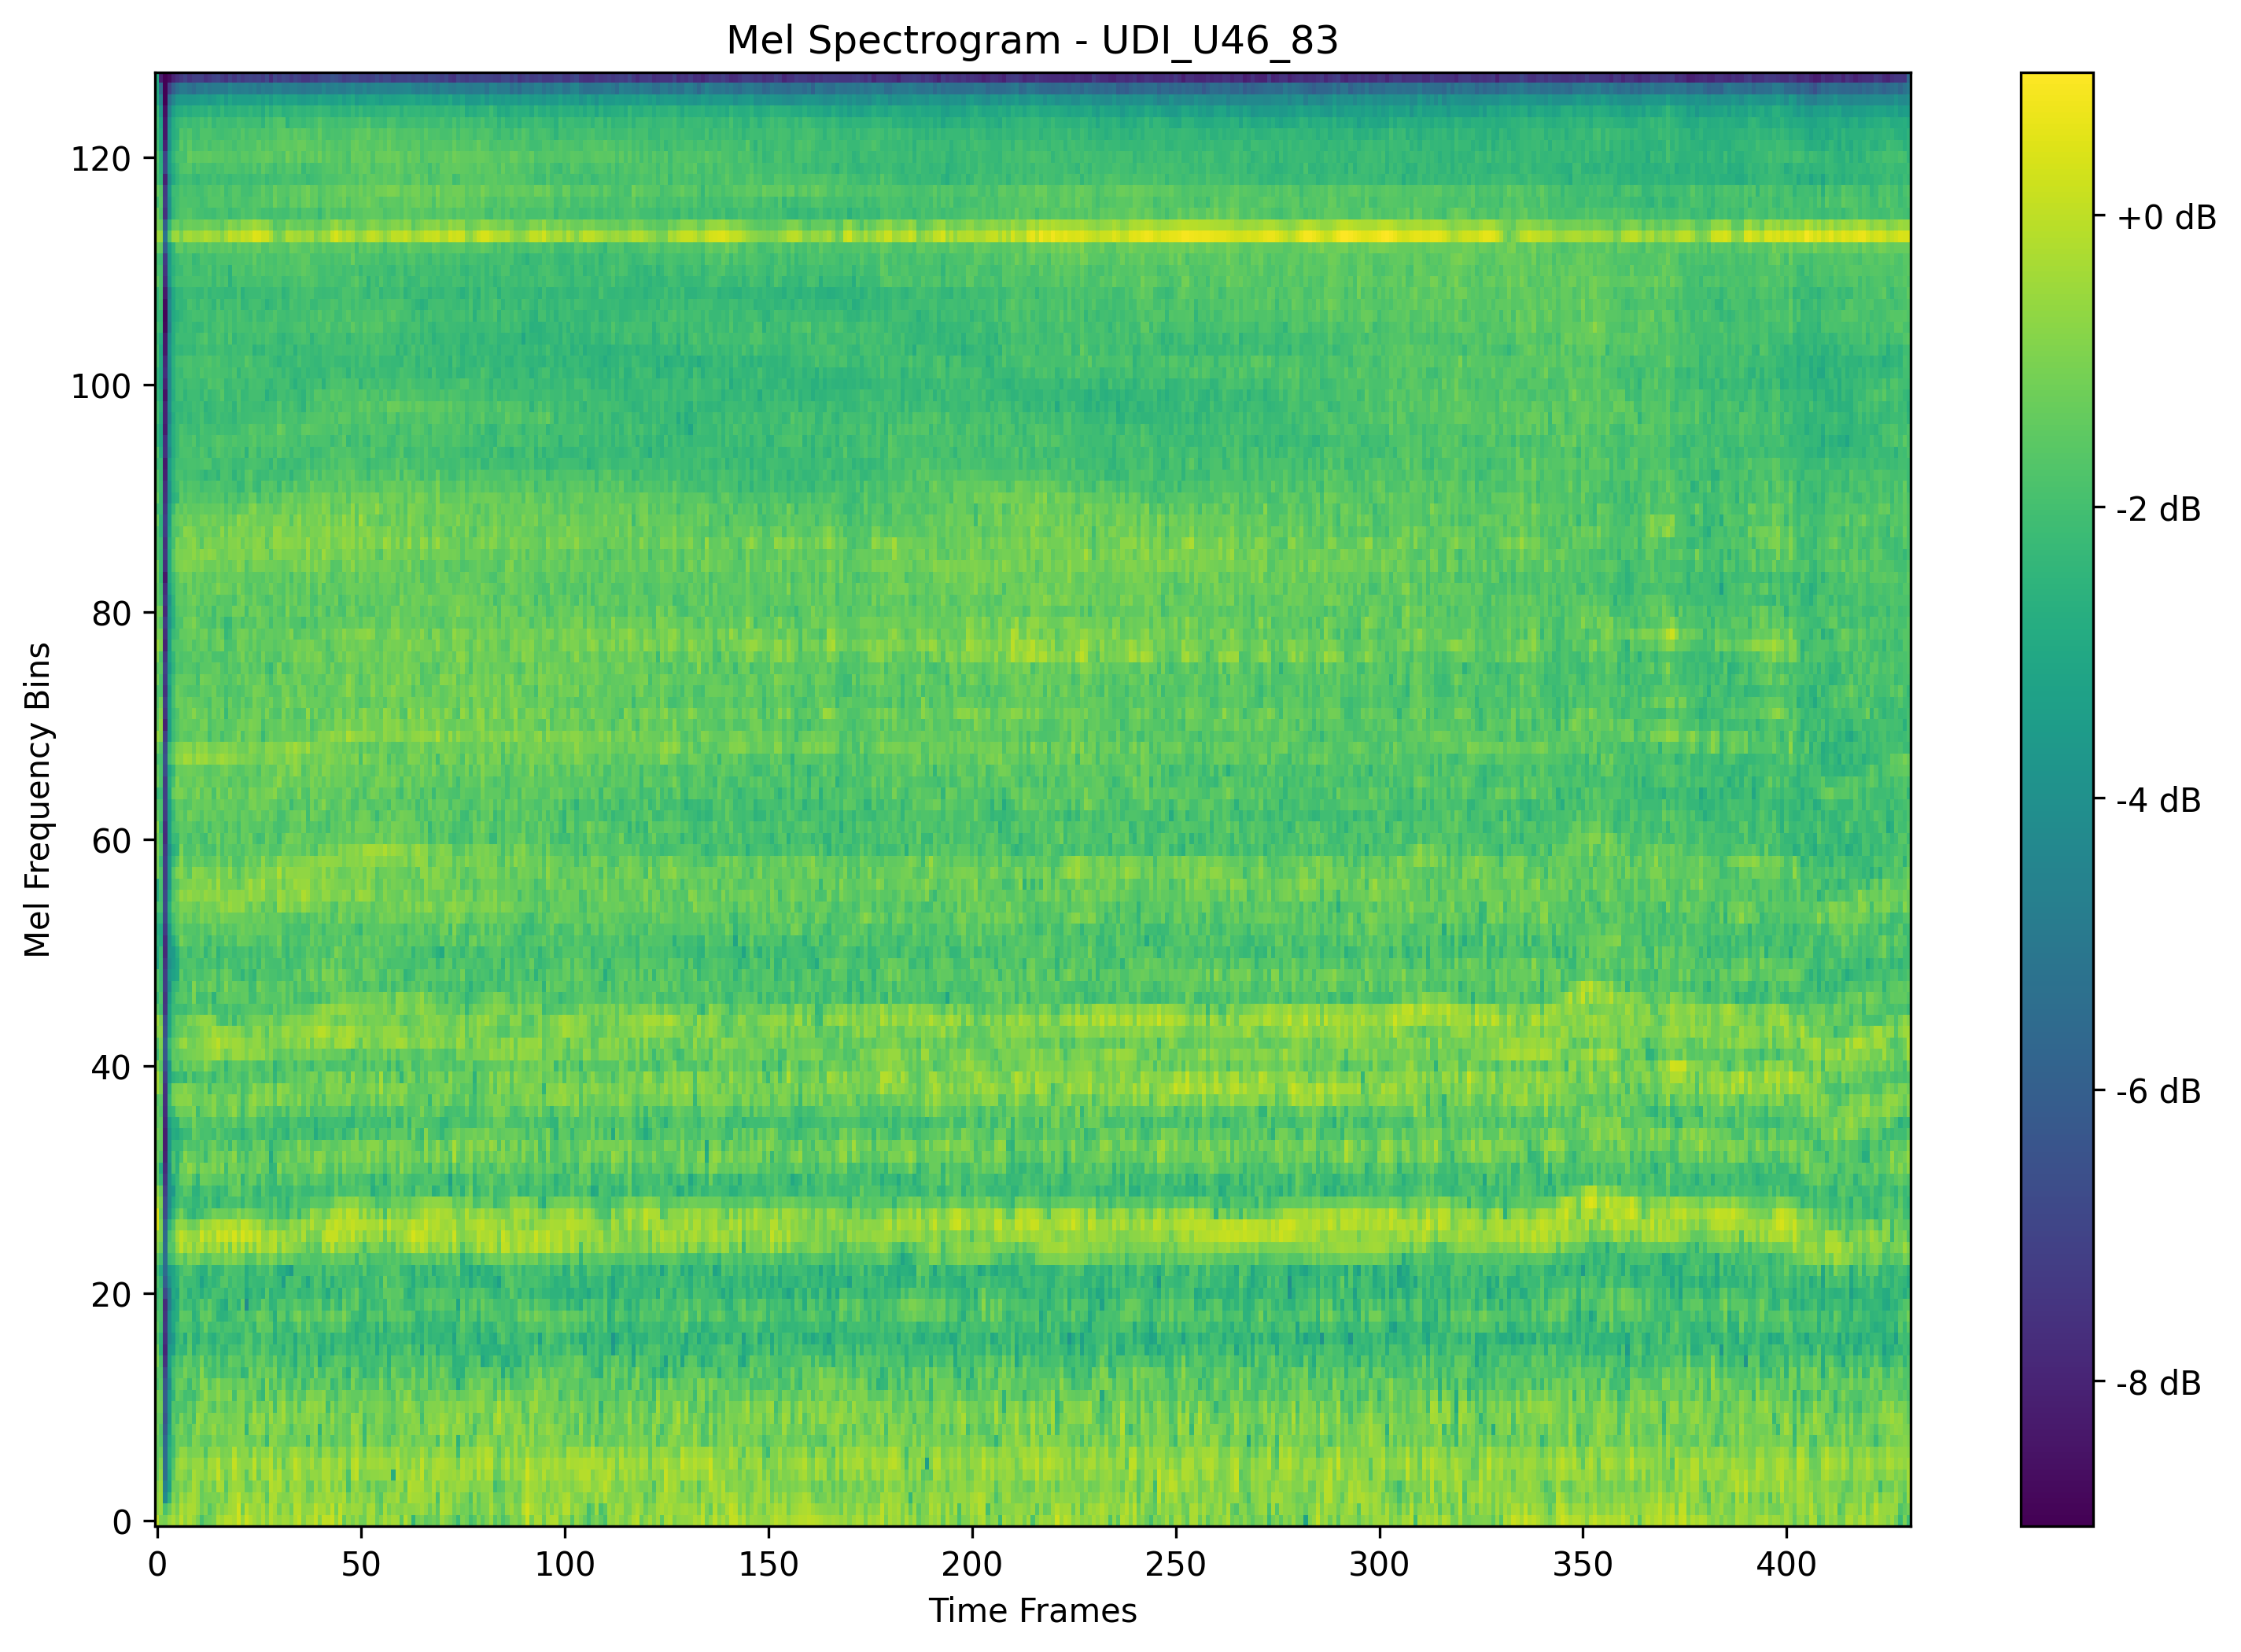 Mel Spectrogram - UDI_U46_83
Mel Frequency Bins
120
100
80
60
40
20
0
0 50 100 150 200 250 300 350 400
Time Frames
+0 dB
-2 dB
-4 dB
-6 dB
-8 dB